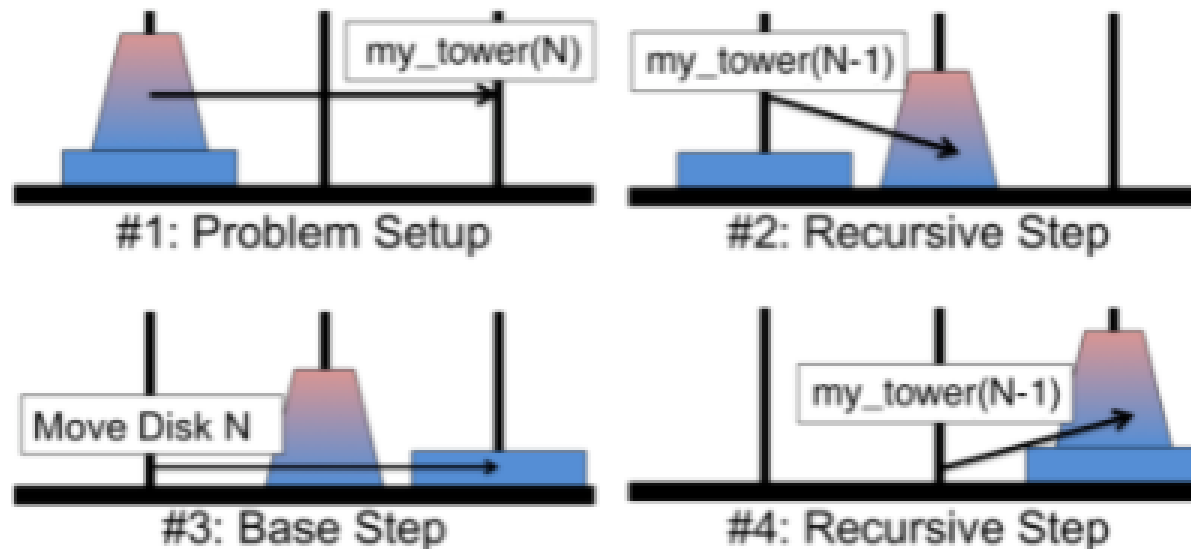 my_tower(N)
#1: Problem Setup
my_tower(N-1)
#2: Recursive Step
Move Disk N
#3: Base Step
my_tower(N-1)
#4: Recursive Step